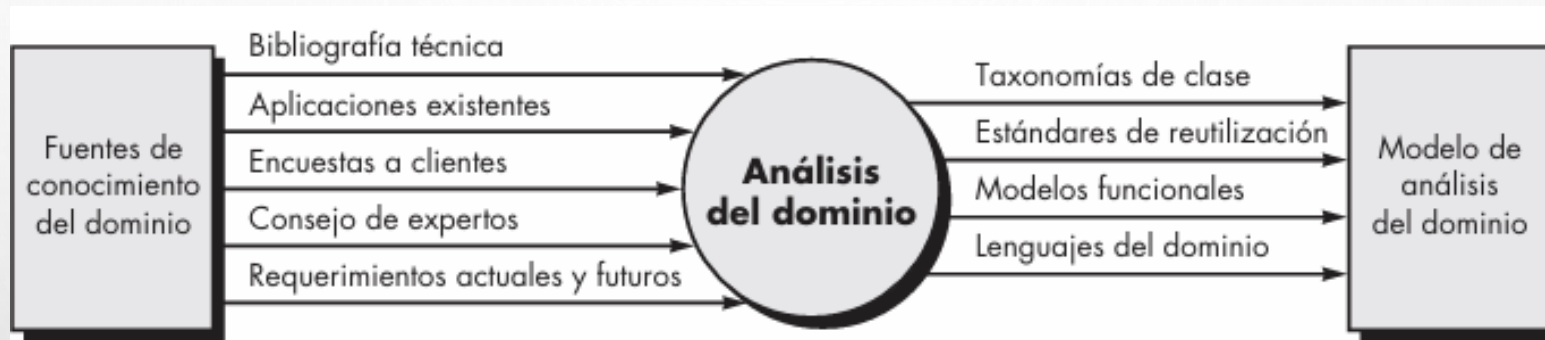 Fuentes de
conocimiento
del dominio
Bibliografía técnica
Aplicaciones existentes
Encuestas a clientes
Consejo de expertos
Requerimientos actuales y futuros
Análisis
del dominio
Taxonomías de clase
Estándares de reutilización
Modelos funcionales
Lenguajes del dominio
Modelo de
análisis
del dominio